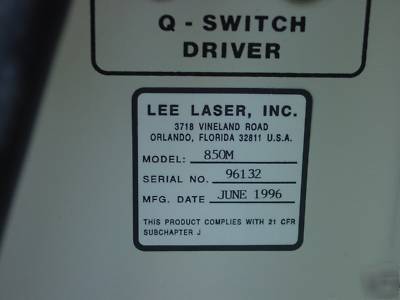 Q - SWITCH
DRIVER
LEE LASER, INC.
3718 VINELAND ROAD
ORLANDO, FLORIDA 32811 U.S.A.
MODEL: 850M
SERIAL NO. 96132
MFG. DATE JUNE 1996
THIS PRODUCT COMPLIES WITH 21 CFR
SUBCHAPTER J